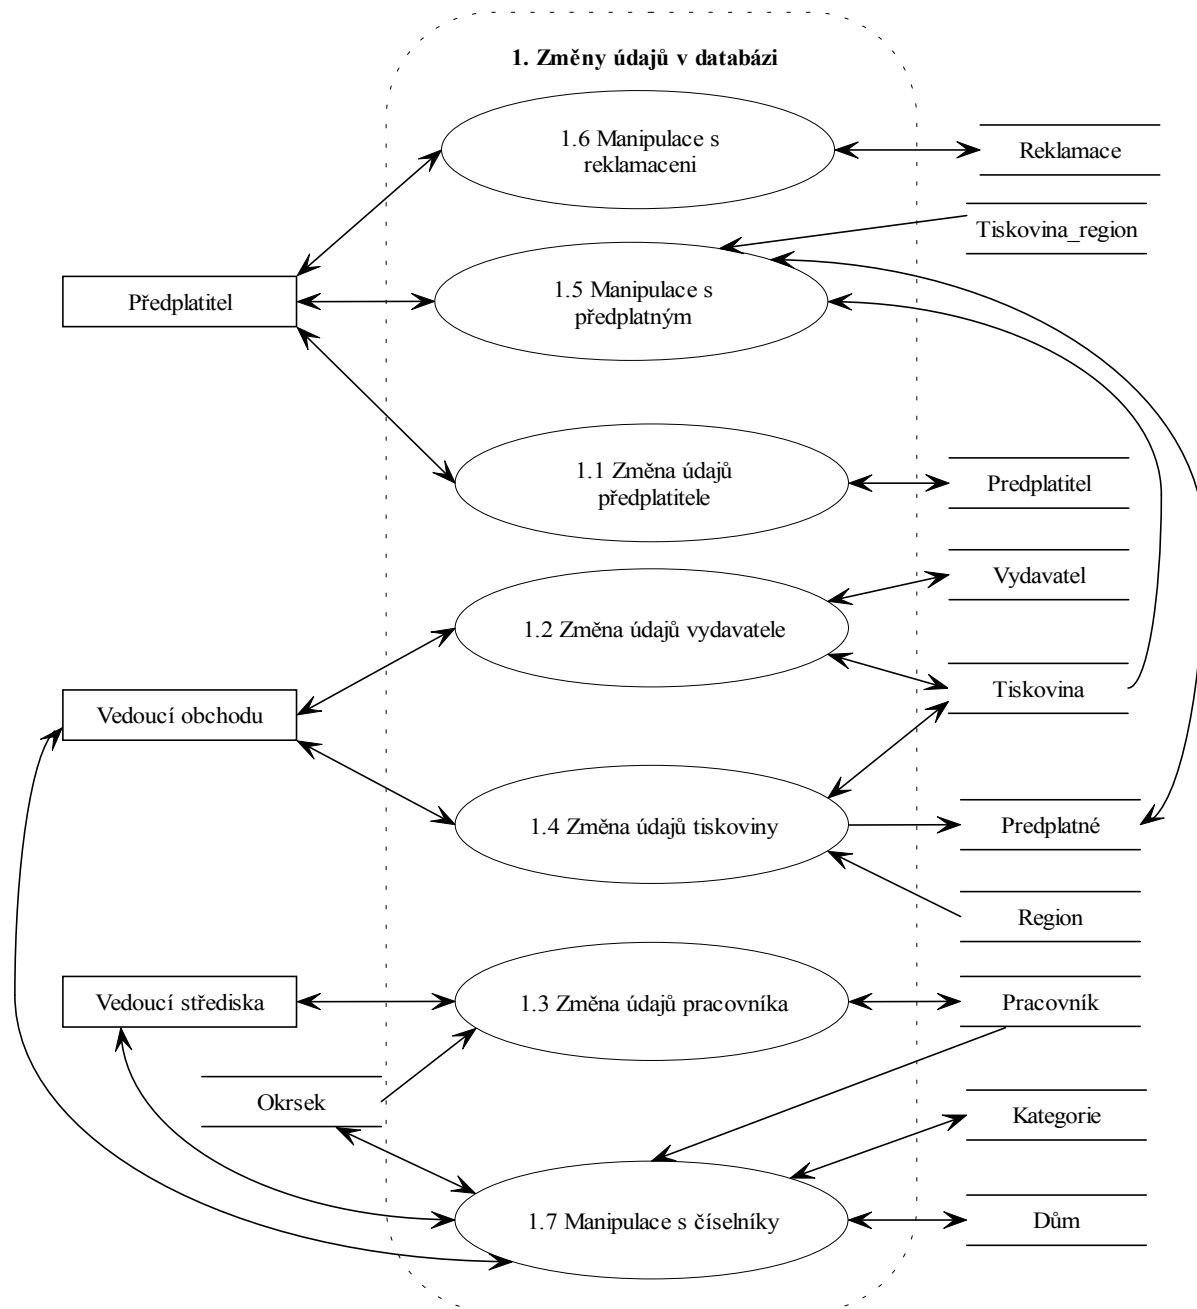 1. Změny údajů v databázi
1.6 Manipulace s
reklamaceni
Reklamace
Tiskovina_region
Předplatitel
1.5 Manipulace s
předplatným
1.1 Změna údajů
předplatitele
Predplatitel
Vydavatel
1.2 Změna údajů vydavatele
Tiskovina
Vedoucí obchodu
1.4 Změna údajů tiskoviny
Predplatné
Region
Vedoucí střediska
1.3 Změna údajů pracovníka
Pracovník
Okrsek
Kategorie
1.7 Manipulace s číselníky
Dům